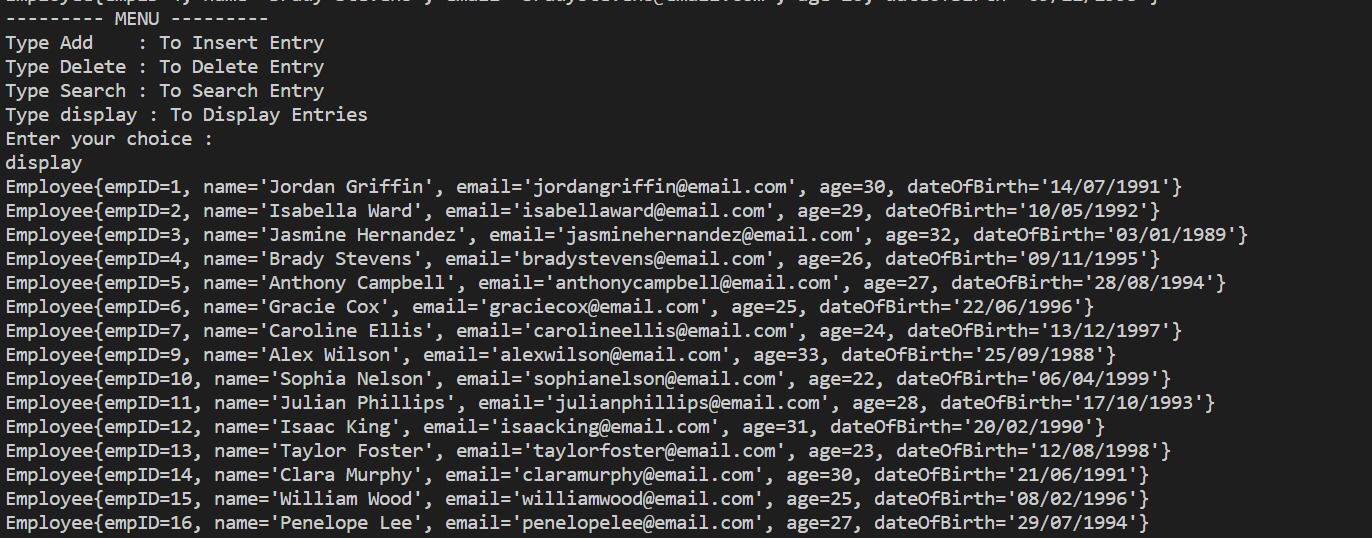 --------- MENU ---------
Type Add    : To Insert Entry
Type Delete : To Delete Entry
Type Search : To Search Entry
Type display : To Display Entries
Enter your choice :
display
Employee{empID=1, name='Jordan Griffin', email='jordangriffin@email.com', age=30, dateOfBirth='14/07/1991'}
Employee{empID=2, name='Isabella Ward', email='isabellaward@email.com', age=29, dateOfBirth='10/05/1992'}
Employee{empID=3, name='Jasmine Hernandez', email='jasminehernandez@email.com', age=32, dateOfBirth='03/01/1989'}
Employee{empID=4, name='Brady Stevens', email='bradystevens@email.com', age=26, dateOfBirth='09/11/1995'}
Employee{empID=5, name='Anthony Campbell', email='anthonycampbell@email.com', age=27, dateOfBirth='28/08/1994'}
Employee{empID=6, name='Gracie Cox', email='graciecox@email.com', age=25, dateOfBirth='22/06/1996'}
Employee{empID=7, name='Caroline Ellis', email='carolineellis@email.com', age=24, dateOfBirth='13/12/1997'}
Employee{empID=9, name='Alex Wilson', email='alexwilson@email.com', age=33, dateOfBirth='25/09/1988'}
Employee{empID=10, name='Sophia Nelson', email='sophianelson@email.com', age=22, dateOfBirth='06/04/1999'}
Employee{empID=11, name='Julian Phillips', email='julianphillips@email.com', age=28, dateOfBirth='17/10/1993'}
Employee{empID=12, name='Isaac King', email='isaacking@email.com', age=31, dateOfBirth='20/02/1990'}
Employee{empID=13, name='Taylor Foster', email='taylorfoster@email.com', age=23, dateOfBirth='12/08/1998'}
Employee{empID=14, name='Clara Murphy', email='claramurphy@email.com', age=30, dateOfBirth='21/06/1991'}
Employee{empID=15, name='William Wood', email='williamwood@email.com', age=25, dateOfBirth='08/02/1996'}
Employee{empID=16, name='Penelope Lee', email='penelopelee@email.com', age=27, dateOfBirth='29/07/1994'}